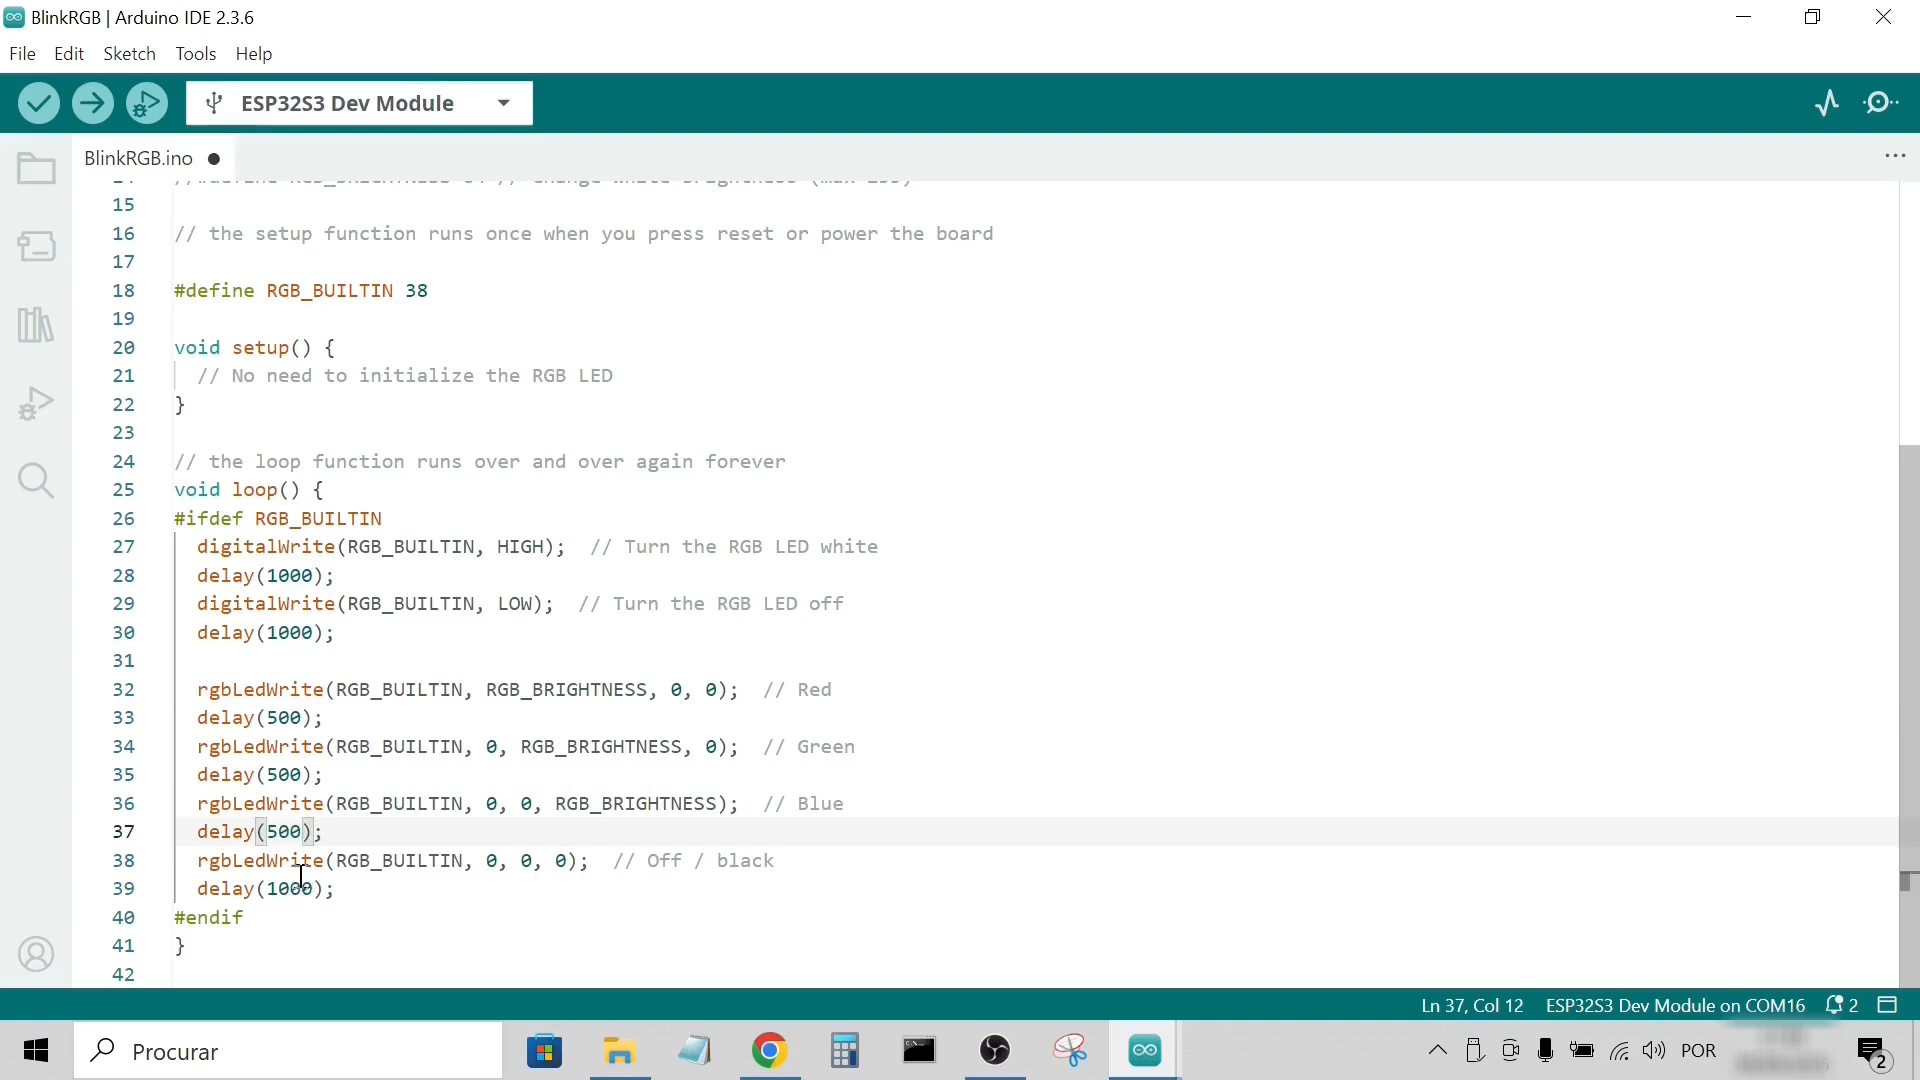 BlinkRGB | Arduino IDE 2.3.6
File Edit Sketch Tools Help
ESP32S3 Dev Module
BlinkRGB.ino
15
16 // the setup function runs once when you press reset or power the board
17
18 #define RGB_BUILTIN 38
19
20 void setup() {
21 // No need to initialize the RGB LED
22 }
23
24 // the loop function runs over and over again forever
25 void loop() {
26 #ifdef RGB_BUILTIN
27 digitalWrite(RGB_BUILTIN, HIGH); // Turn the RGB LED white
28 delay(1000);
29 digitalWrite(RGB_BUILTIN, LOW); // Turn the RGB LED off
30 delay(1000);
31
32 rgbLedWrite(RGB_BUILTIN, RGB_BRIGHTNESS, 0, 0); // Red
33 delay(500);
34 rgbLedWrite(RGB_BUILTIN, 0, RGB_BRIGHTNESS, 0); // Green
35 delay(500);
36 rgbLedWrite(RGB_BUILTIN, 0, 0, RGB_BRIGHTNESS); // Blue
37 delay(500);
38 rgbLedWrite(RGB_BUILTIN, 0, 0, 0); // Off / black
39 delay(1000);
40 #endif
41 }
42
Ln 37, Col 12 ESP32S3 Dev Module on COM16 2
Procurar POR 2